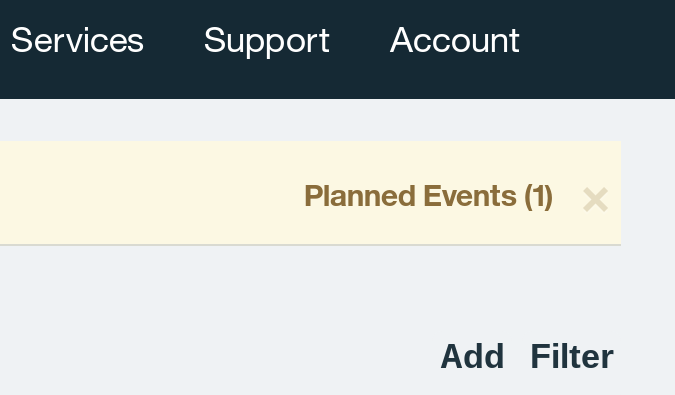 Services Support Account
Planned Events (1) ×
Add Filter